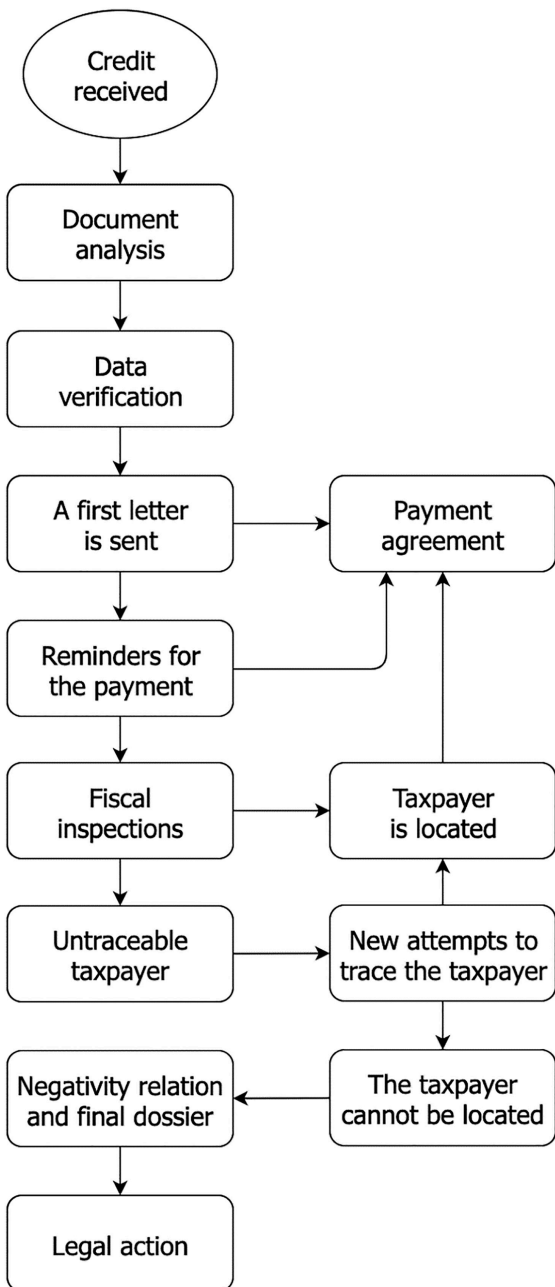 Credit
received
Document
analysis
Data
verification
A first letter
is sent
Payment
agreement
Reminders for
the payment
Fiscal
inspections
Taxpayer
is located
Untraceable
taxpayer
New attempts to
trace the taxpayer
Negativity relation
and final dossier
The taxpayer
cannot be located
Legal action